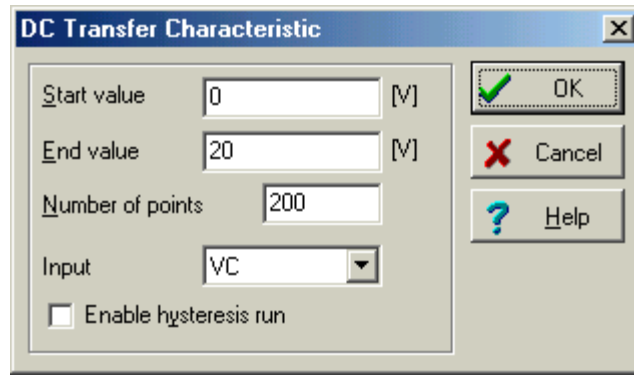 DC Transfer Characteristic
Start value 0 [V]
End value 20 [V]
Number of points 200
Input VC
Enable hysteresis run
OK
Cancel
Help